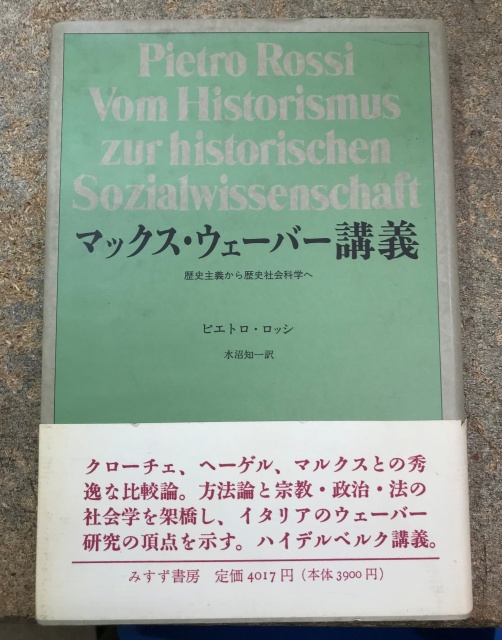 Pietro Rossi
Vom Historismus
zur historischen
Sozialwissenschaft
マックス・ウェーバー講義
歴史主義から歴史社会科学へ
ピエトロ・ロッシ
水沼知一訳
クローチェ、ヘーゲル、マルクスとの秀
逸な比較論。方法論と宗教・政治・法の
社会学を架橋し、イタリアのウェーバー
研究の頂点を示す。ハイデルベルク講義。
みすず書房 定価4017円（本体3900円）